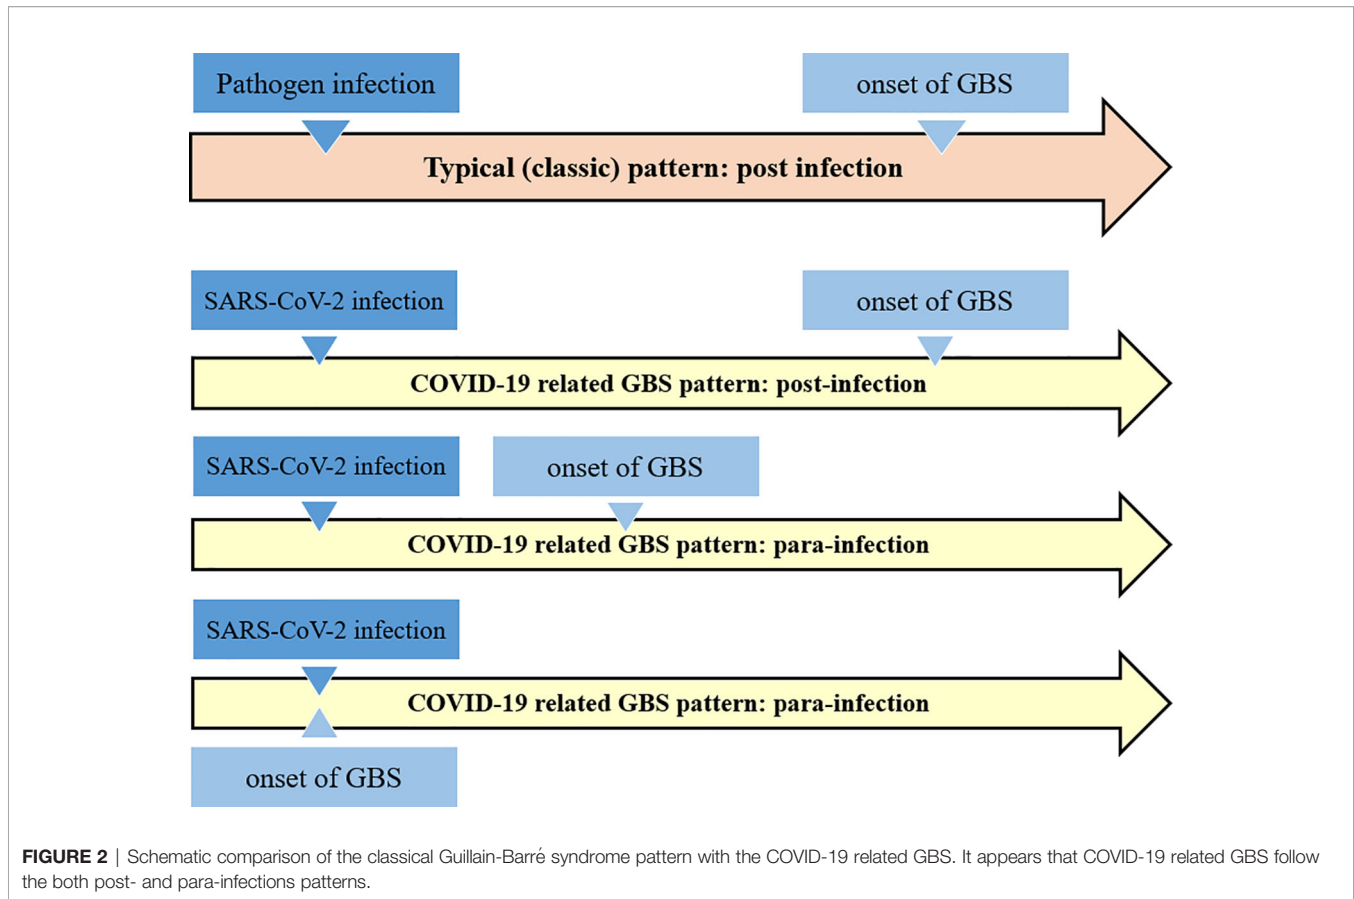 Pathogen infection
onset of GBS
Typical (classic) pattern: post infection
SARS-CoV-2 infection
onset of GBS
COVID-19 related GBS pattern: post-infection
SARS-CoV-2 infection
onset of GBS
COVID-19 related GBS pattern: para-infection
SARS-CoV-2 infection
COVID-19 related GBS pattern: para-infection
onset of GBS
FIGURE 2 | Schematic comparison of the classical Guillain-Barré syndrome pattern with the COVID-19 related GBS. It appears that COVID-19 related GBS follow
the both post- and para-infections patterns.